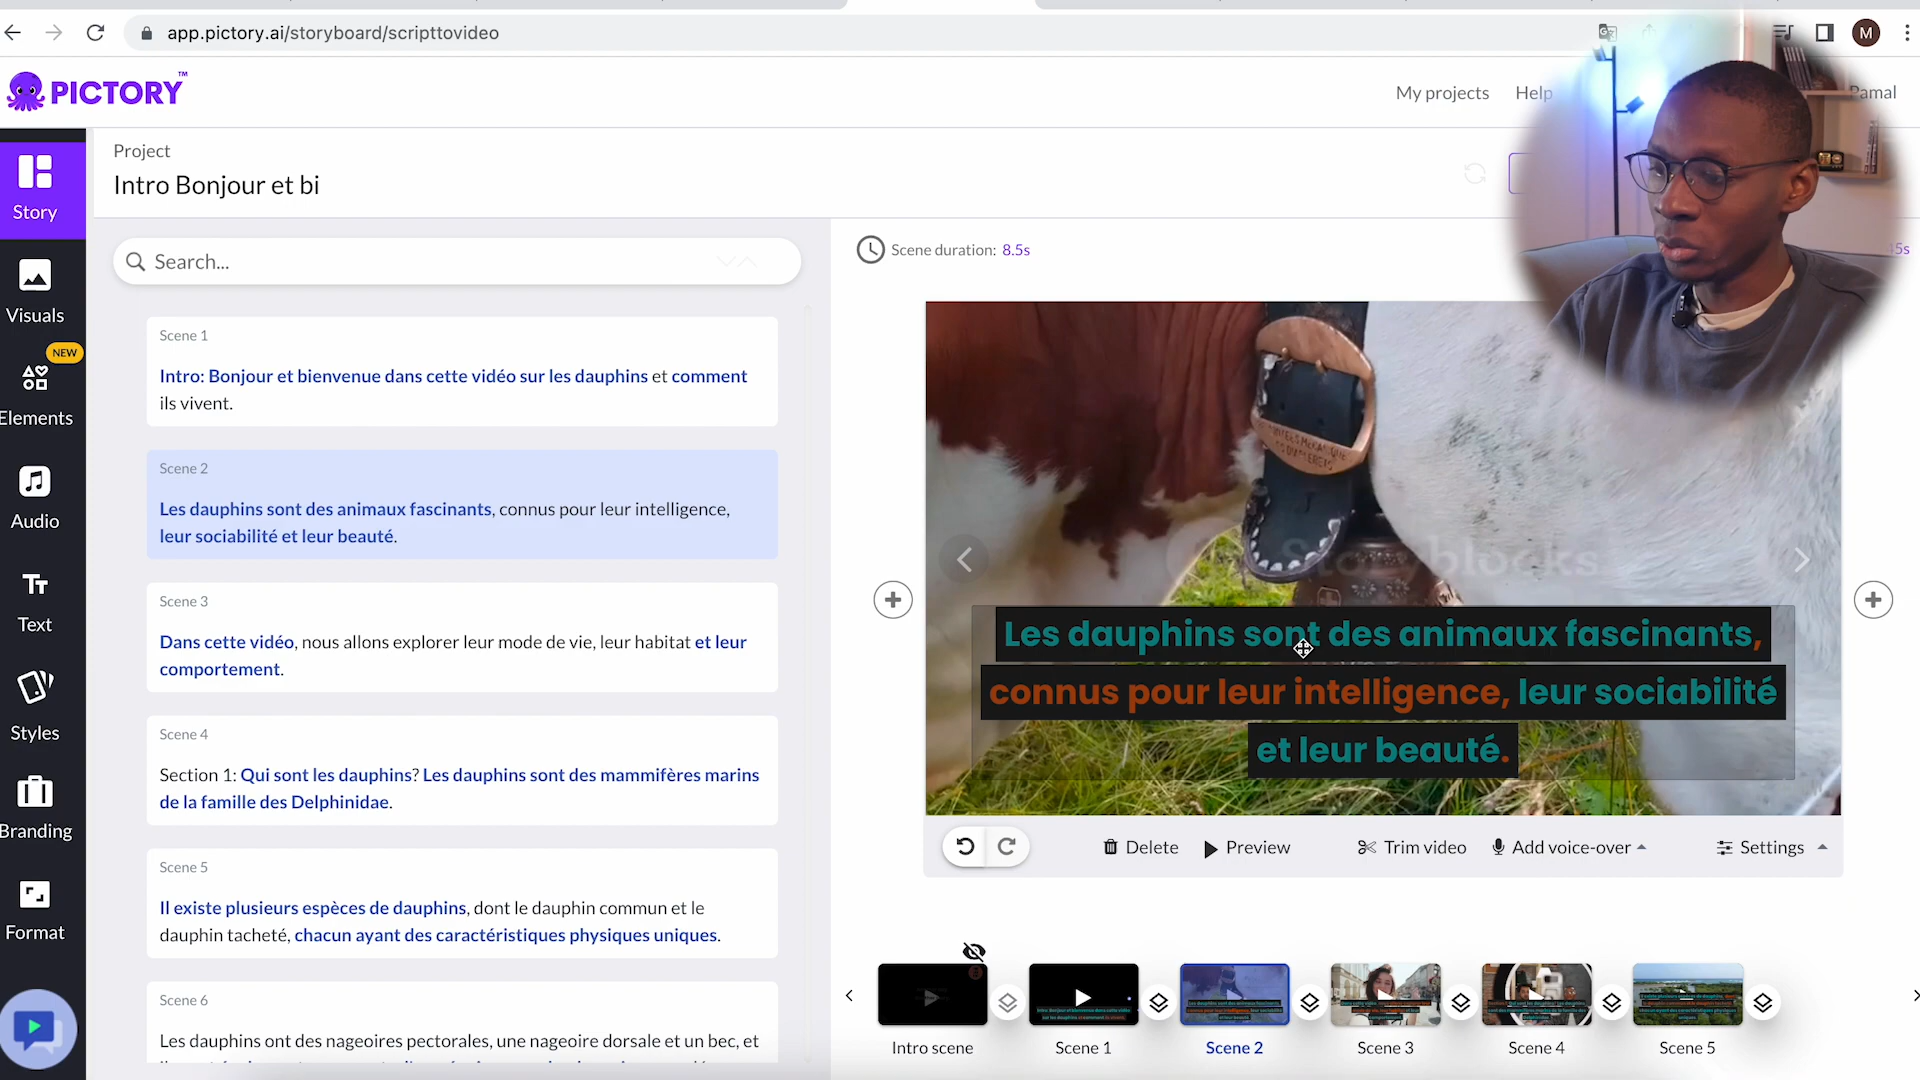 app.pictory.ai/storyboard/scripttovideo
M
PICTORY™
My projects
Help
Pamal
Project
Intro Bonjour et bi
Story
Visuals
NEW
Elements
Audio
Text
Styles
Branding
Format
Search...
Scene duration: 8.5s
Scene 1
Intro: Bonjour et bienvenue dans cette vidéo sur les dauphins et comment
ils vivent.
Scene 2
Les dauphins sont des animaux fascinants, connus pour leur intelligence,
leur sociabilité et leur beauté.
Scene 3
Dans cette vidéo, nous allons explorer leur mode de vie, leur habitat et leur
comportement.
Scene 4
Section 1: Qui sont les dauphins? Les dauphins sont des mammifères marins
de la famille des Delphinidae.
Scene 5
Il existe plusieurs espèces de dauphins, dont le dauphin commun et le
dauphin tacheté, chacun ayant des caractéristiques physiques uniques.
Scene 6
Les dauphins ont des nageoires pectorales, une nageoire dorsale et un bec, et
Storyblocks
Les dauphins sont des animaux fascinants,
connus pour leur intelligence, leur sociabilité
et leur beauté.
Delete
Preview
Trim video
Add voice-over
Settings
Intro scene
Scene 1
Scene 2
Scene 3
Scene 4
Scene 5